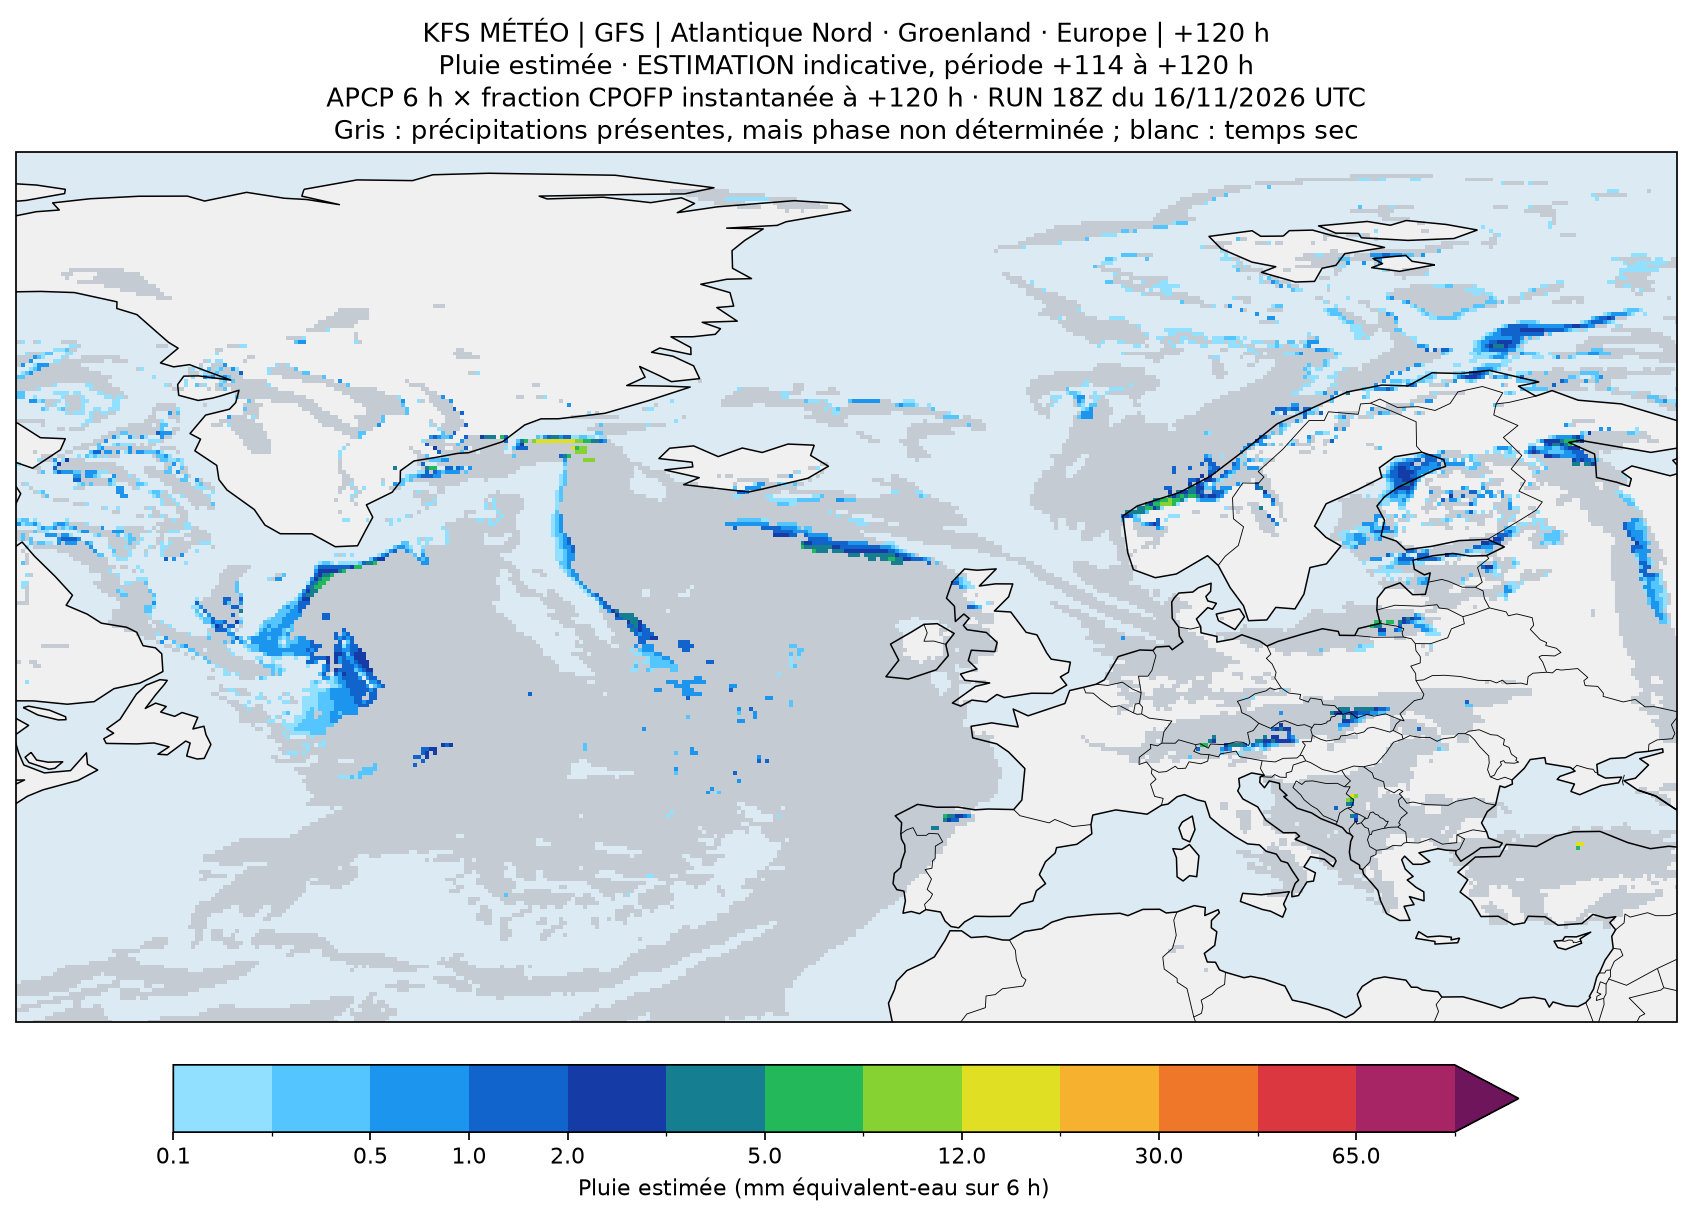 KFS MÉTÉO | GFS | Atlantique Nord · Groenland · Europe | +120 h
Pluie estimée · ESTIMATION indicative, période +114 à +120 h
APCP 6 h × fraction CPOFP instantanée à +120 h · RUN 18Z du 16/11/2026 UTC
Gris : précipitations présentes, mais phase non déterminée ; blanc : temps sec
0.1 0.5 1.0 2.0 5.0 12.0 30.0 65.0
Pluie estimée (mm équivalent-eau sur 6 h)